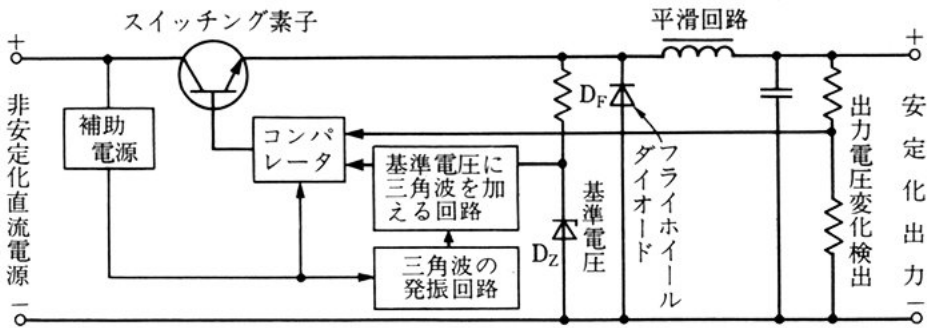 スイッチング素子
平滑回路
+
+
非安定化直流電源
補助
電源
コンパ
レータ
基準電圧に
三角波を加
える回路
三角波の
発振回路
D_F
D_Z
基準電圧
フライホイール
ダイオード
出力電圧変化検出
安定化出力
−
−